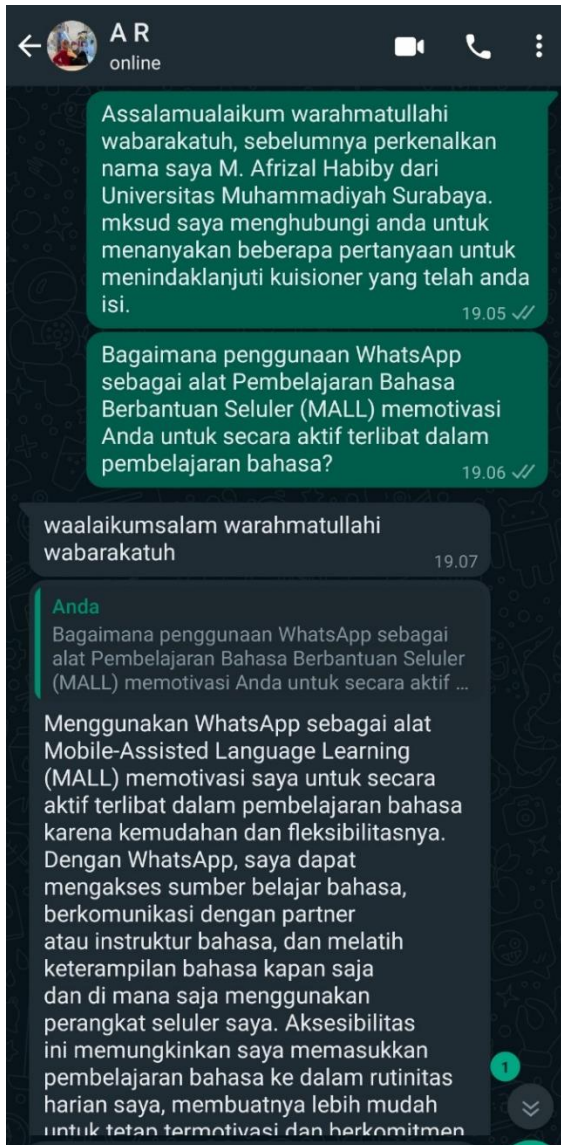 A R
online
Assalamualaikum warahmatullahi
wabarakatuh, sebelumnya perkenalkan
nama saya M. Afrizal Habiby dari
Universitas Muhammadiyah Surabaya.
mksud saya menghubungi anda untuk
menanyakan beberapa pertanyaan untuk
menindaklanjuti kuisioner yang telah anda
isi.
19.05
Bagaimana penggunaan WhatsApp
sebagai alat Pembelajaran Bahasa
Berbantuan Seluler (MALL) memotivasi
Anda untuk secara aktif terlibat dalam
pembelajaran bahasa?
19.06
waalaikumsalam warahmatullahi
wabarakatuh
19.07
Anda
Bagaimana penggunaan WhatsApp sebagai
alat Pembelajaran Bahasa Berbantuan Seluler
(MALL) memotivasi Anda untuk secara aktif ...
Menggunakan WhatsApp sebagai alat
Mobile-Assisted Language Learning
(MALL) memotivasi saya untuk secara
aktif terlibat dalam pembelajaran bahasa
karena kemudahan dan fleksibilitasnya.
Dengan WhatsApp, saya dapat
mengakses sumber belajar bahasa,
berkomunikasi dengan partner
atau instruktur bahasa, dan melatih
keterampilan bahasa kapan saja
dan di mana saja menggunakan
perangkat seluler saya. Aksesibilitas
ini memungkinkan saya memasukkan
pembelajaran bahasa ke dalam rutinitas
harian saya, membuatnya lebih mudah
untuk tetap termotivasi dan berkomitmen
1